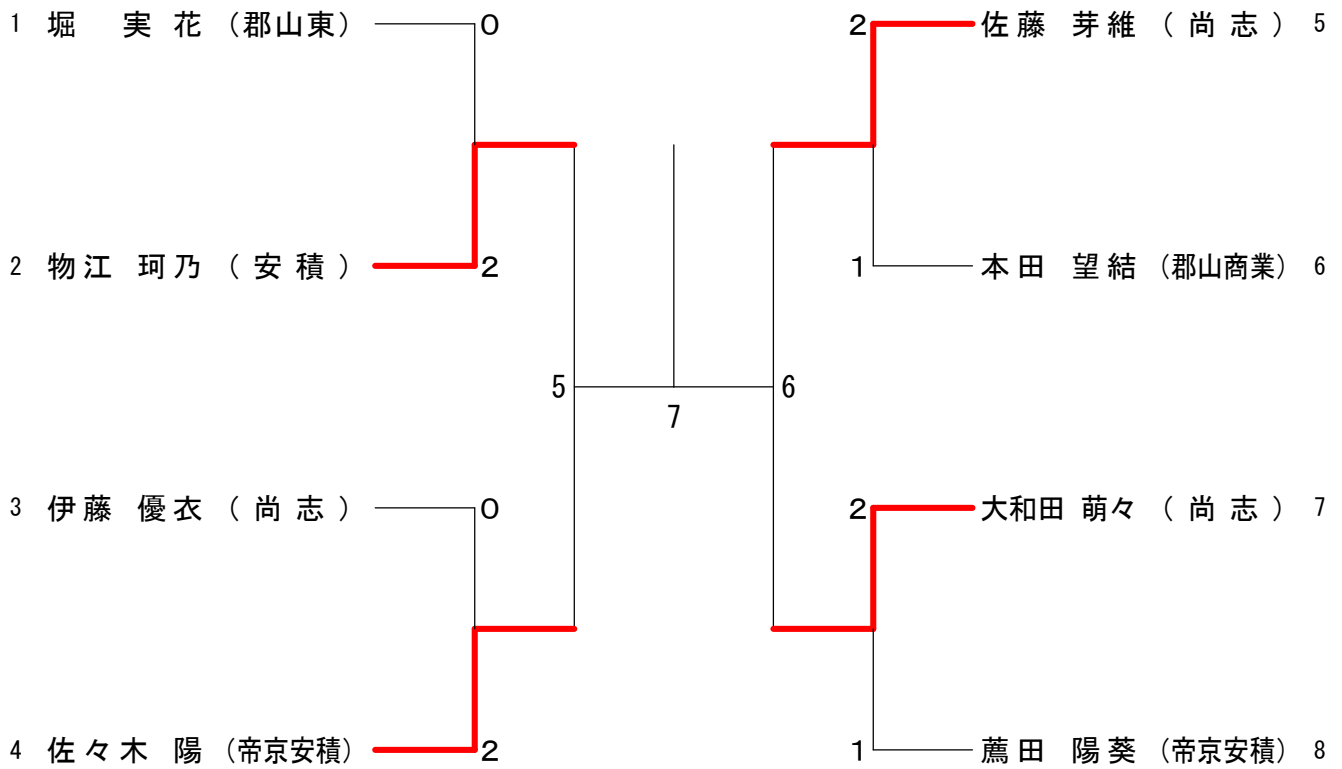 1 堀 実花 (郡山東) 0
2 佐藤 芽維 (尚志) 5
2 物江 珂乃 (安積) 2
1 本田 望結 (郡山商業) 6
5 6
7
3 伊藤 優衣 (尚志) 0
2 大和田 萌々 (尚志) 7
4 佐々木 陽 (帝京安積) 2
1 薦田 陽葵 (帝京安積) 8